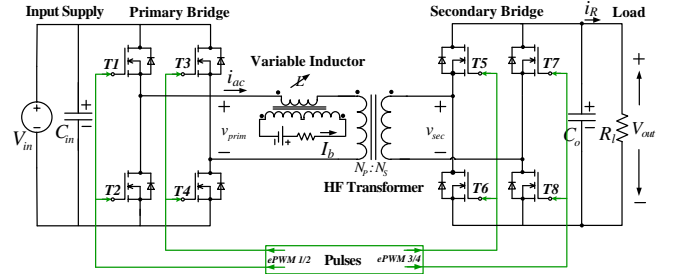 Input Supply
Primary Bridge
Secondary Bridge
i_R
Load
T1
T3
Variable Inductor
T5
T7
i_ac
L
+
+
+
+
+
V_in
C_in
v_prim
I_b
v_sec
C_o
R_l
V_out
N_P : N_S
HF Transformer
T2
T4
T6
T8
ePWM 1/2
Pulses
ePWM 3/4